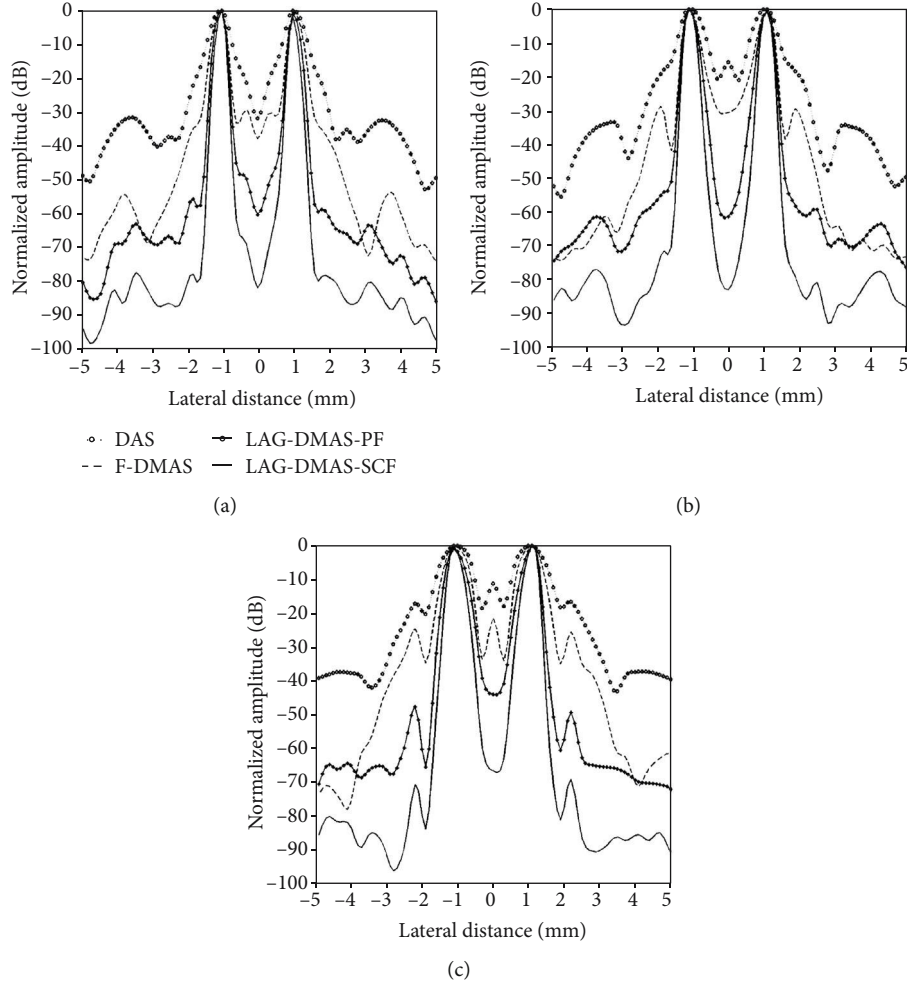 0
–10
–20
–30
–40
–50
–60
–70
–80
–90
–100
Normalized amplitude (dB)
–5 –4 –3 –2 –1 0 1 2 3 4 5
Lateral distance (mm)
DAS
F-DMAS
LAG-DMAS-PF
LAG-DMAS-SCF
(a)
0
–10
–20
–30
–40
–50
–60
–70
–80
–90
–100
Normalized amplitude (dB)
–5 –4 –3 –2 –1 0 1 2 3 4 5
Lateral distance (mm)
(b)
0
–10
–20
–30
–40
–50
–60
–70
–80
–90
–100
Normalized amplitude (dB)
–5 –4 –3 –2 –1 0 1 2 3 4 5
Lateral distance (mm)
(c)